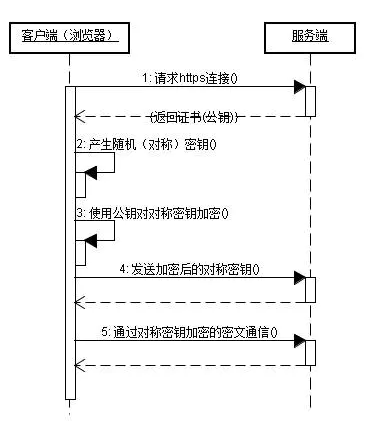 客户端（浏览器）
服务端
1: 请求https连接()
(返回证书(公钥))
2: 产生随机（对称）密钥()
3: 使用公钥对对称密钥加密()
4: 发送加密后的对称密钥()
5: 通过对称密钥加密的密文通信()